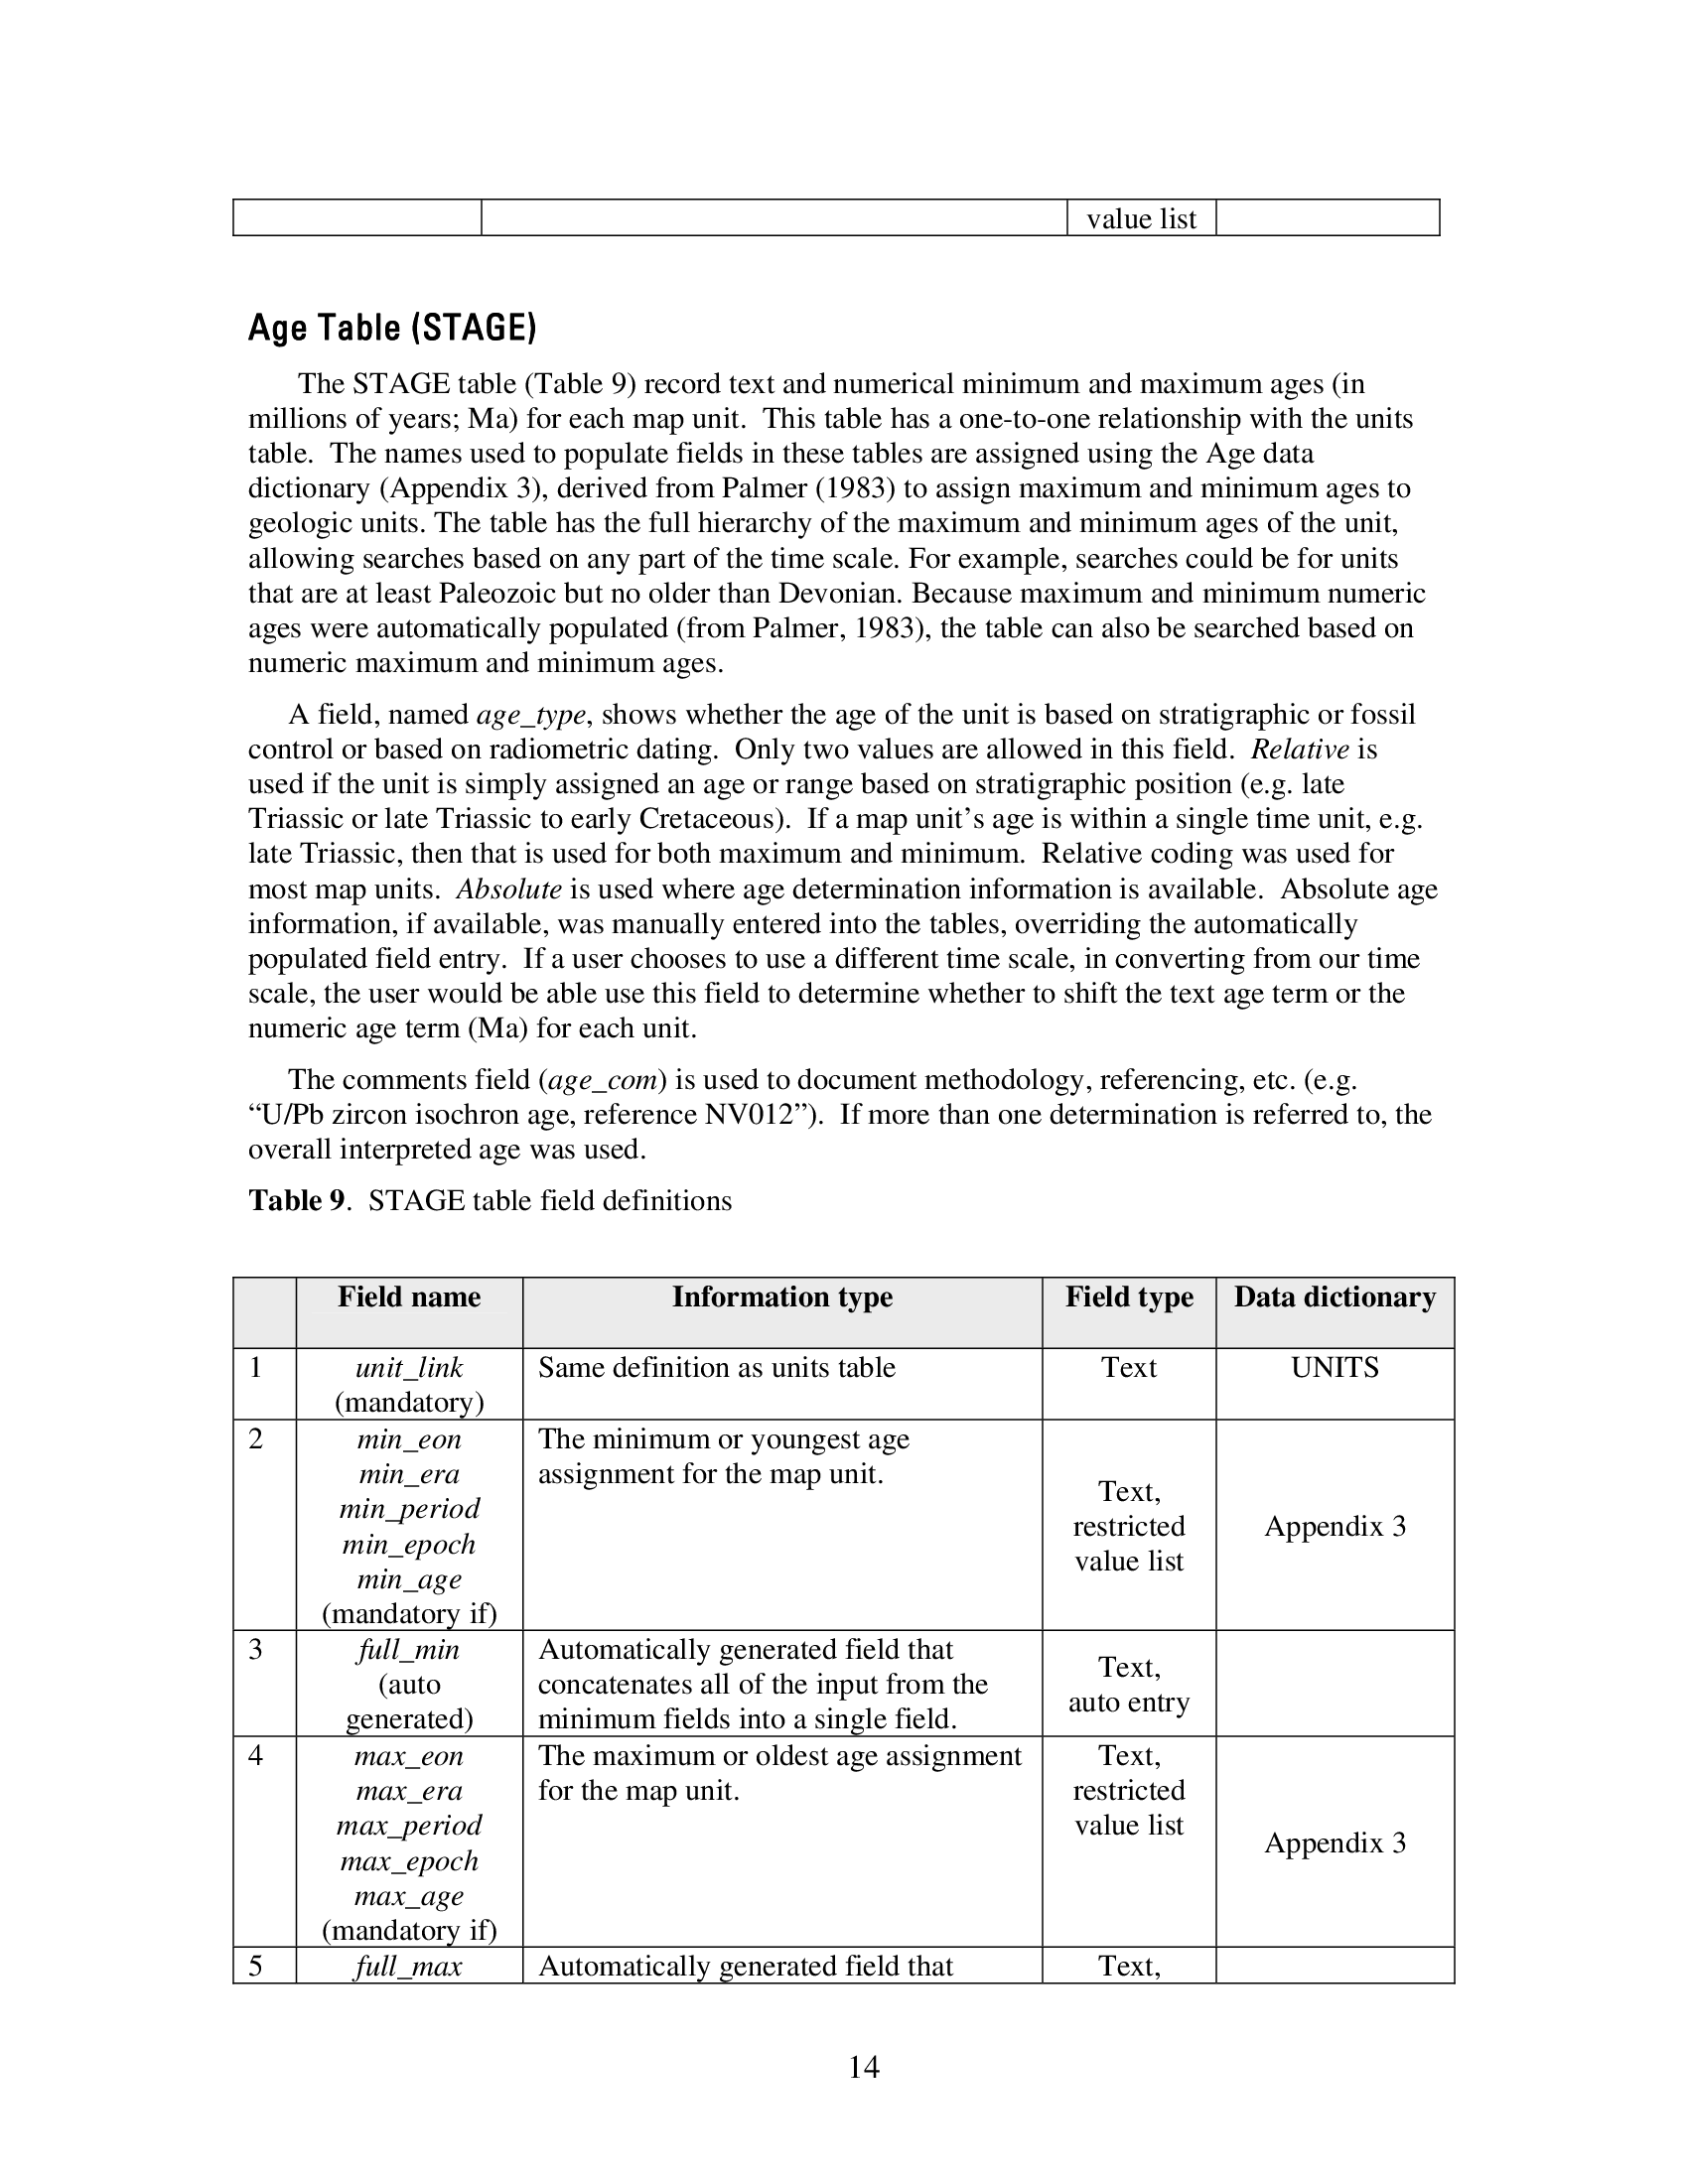 value list
Age Table (STAGE)
The STAGE table (Table 9) record text and numerical minimum and maximum ages (in
millions of years; Ma) for each map unit.  This table has a one-to-one relationship with the units
table.  The names used to populate fields in these tables are assigned using the Age data
dictionary (Appendix 3), derived from Palmer (1983) to assign maximum and minimum ages to
geologic units. The table has the full hierarchy of the maximum and minimum ages of the unit,
allowing searches based on any part of the time scale. For example, searches could be for units
that are at least Paleozoic but no older than Devonian. Because maximum and minimum numeric
ages were automatically populated (from Palmer, 1983), the table can also be searched based on
numeric maximum and minimum ages.
A field, named age_type, shows whether the age of the unit is based on stratigraphic or fossil
control or based on radiometric dating.  Only two values are allowed in this field.  Relative is
used if the unit is simply assigned an age or range based on stratigraphic position (e.g. late
Triassic or late Triassic to early Cretaceous).  If a map unit’s age is within a single time unit, e.g.
late Triassic, then that is used for both maximum and minimum.  Relative coding was used for
most map units.  Absolute is used where age determination information is available.  Absolute age
information, if available, was manually entered into the tables, overriding the automatically
populated field entry.  If a user chooses to use a different time scale, in converting from our time
scale, the user would be able use this field to determine whether to shift the text age term or the
numeric age term (Ma) for each unit.
The comments field (age_com) is used to document methodology, referencing, etc. (e.g.
“U/Pb zircon isochron age, reference NV012”).  If more than one determination is referred to, the
overall interpreted age was used.
Table 9.  STAGE table field definitions
Field name Information type Field type Data dictionary
1 unit_link Same definition as units table Text UNITS
(mandatory)
2 min_eon The minimum or youngest age
min_era assignment for the map unit.
min_period Text,
min_epoch restricted Appendix 3
min_age value list
(mandatory if)
3 full_min Automatically generated field that
(auto concatenates all of the input from the Text,
generated) minimum fields into a single field. auto entry
4 max_eon The maximum or oldest age assignment Text,
max_era for the map unit. restricted
max_period value list
max_epoch Appendix 3
max_age
(mandatory if)
5 full_max Automatically generated field that Text,
14